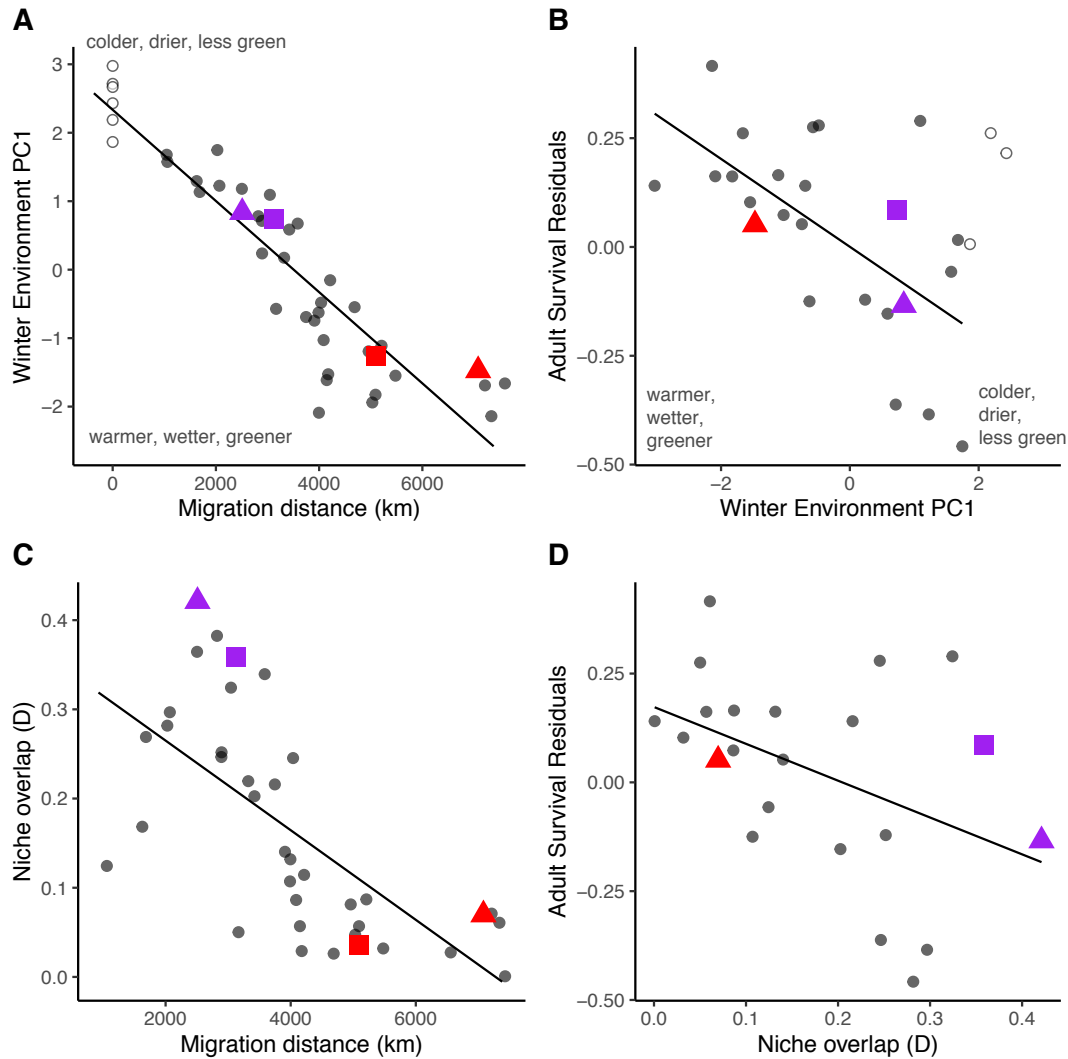 A
colder, drier, less green
3
2
1
0
−1
−2
Winter Environment PC1
warmer, wetter, greener
0
2000
4000
6000
Migration distance (km)
B
0.25
0.00
−0.25
−0.50
Adult Survival Residuals
warmer,
wetter,
greener
colder,
drier,
less green
−2
0
2
Winter Environment PC1
C
0.4
0.3
0.2
0.1
0.0
Niche overlap (D)
2000
4000
6000
Migration distance (km)
D
0.25
0.00
−0.25
−0.50
Adult Survival Residuals
0.0
0.1
0.2
0.3
0.4
Niche overlap (D)